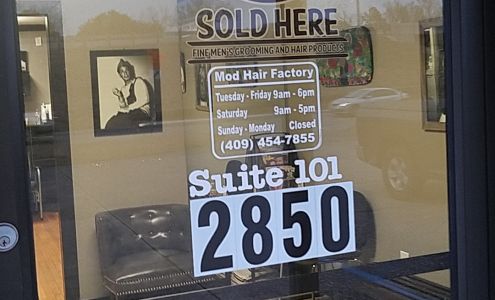 SOLD HERE
FINE MEN'S GROOMING AND HAIR PRODUCTS
Mod Hair Factory
Tuesday - Friday 9am - 6pm
Saturday 9am - 5pm
Sunday - Monday Closed
(409) 454-7855
Suite 101
2850